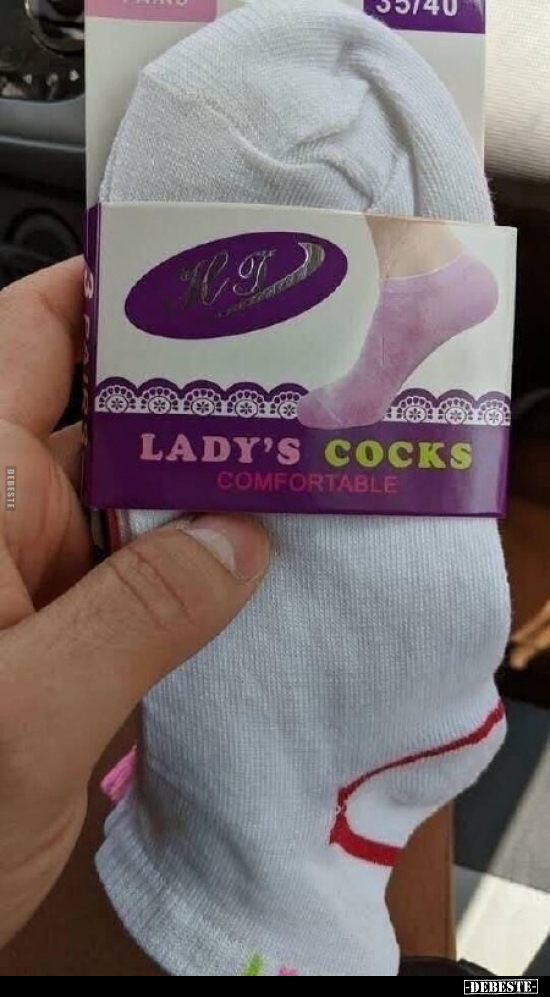 35/40
H T
LADY'S COCKS
COMFORTABLE
DEBESTE
-DEBESTE-